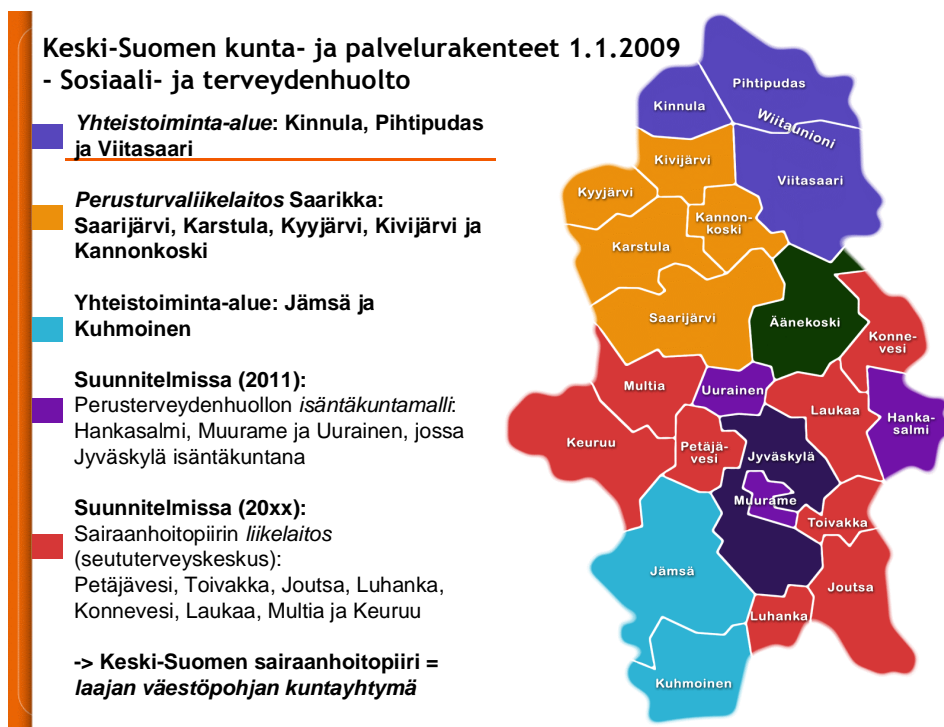 Keski-Suomen kunta- ja palvelurakenteet 1.1.2009
- Sosiaali- ja terveydenhuolto
Yhteistoiminta-alue: Kinnula, Pihtipudas
ja Viitasaari
Perusturvaliikelaitos Saarikka:
Saarijärvi, Karstula, Kyyjärvi, Kivijärvi ja
Kannonkoski
Yhteistoiminta-alue: Jämsä ja
Kuhmoinen
Suunnitelmissa (2011):
Perusterveydenhuollon isäntäkuntamalli:
Hankasalmi, Muurame ja Uurainen, jossa
Jyväskylä isäntäkuntana
Suunnitelmissa (20xx):
Sairaanhoitopiirin liikelaitos
(seututerveyskeskus):
Petäjävesi, Toivakka, Joutsa, Luhanka,
Konnevesi, Laukaa, Multia ja Keuruu
-> Keski-Suomen sairaanhoitopiiri =
laajan väestöpohjan kuntayhtymä
Pihtipudas
Kinnula
Wiitaunioni
Kivijärvi
Viitasaari
Kyyjärvi
Kannon-
koski
Karstula
Saarijärvi
Äänekoski
Konne-
vesi
Multia
Uurainen
Laukaa
Hanka-
salmi
Keuruu
Petäjä-
vesi
Jyväskylä
Muurame
Toivakka
Jämsä
Joutsa
Luhanka
Kuhmoinen